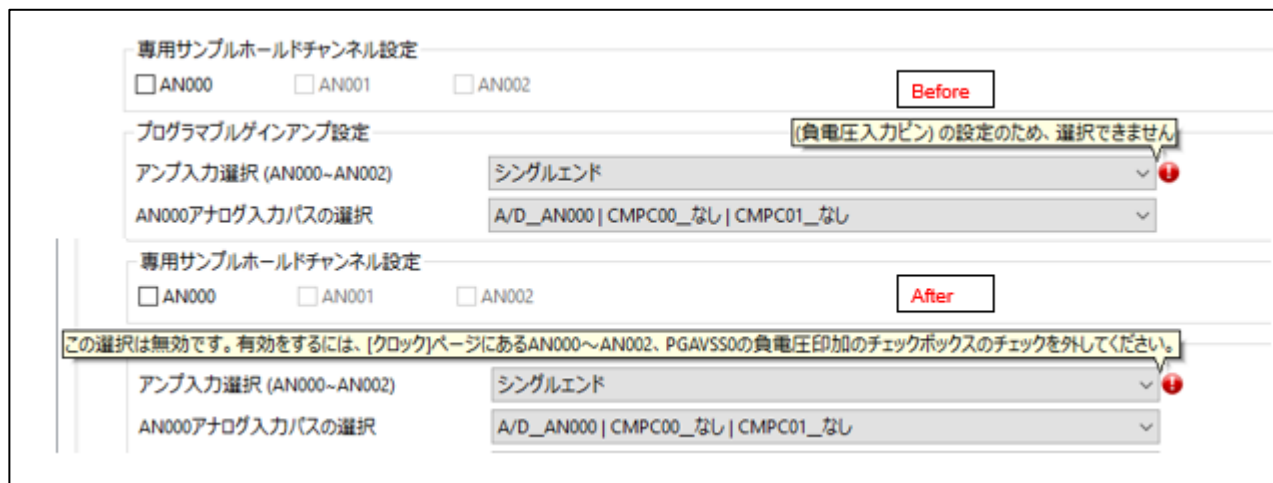 専用サンプルホールドチャンネル設定
AN000 AN001 AN002
Before
プログラマブルゲインアンプ設定
(負電圧入力ピン) の設定のため、選択できません
アンプ入力選択 (AN000~AN002) シングルエンド
AN000アナログ入力パスの選択 A/D__AN000 | CMPC00__なし | CMPC01__なし
専用サンプルホールドチャンネル設定
AN000 AN001 AN002
After
この選択は無効です。有効をするには、[クロック]ページにあるAN000～AN002、PGAVSS0の負電圧印加のチェックボックスのチェックを外してください。
アンプ入力選択 (AN000~AN002) シングルエンド
AN000アナログ入力パスの選択 A/D__AN000 | CMPC00__なし | CMPC01__なし